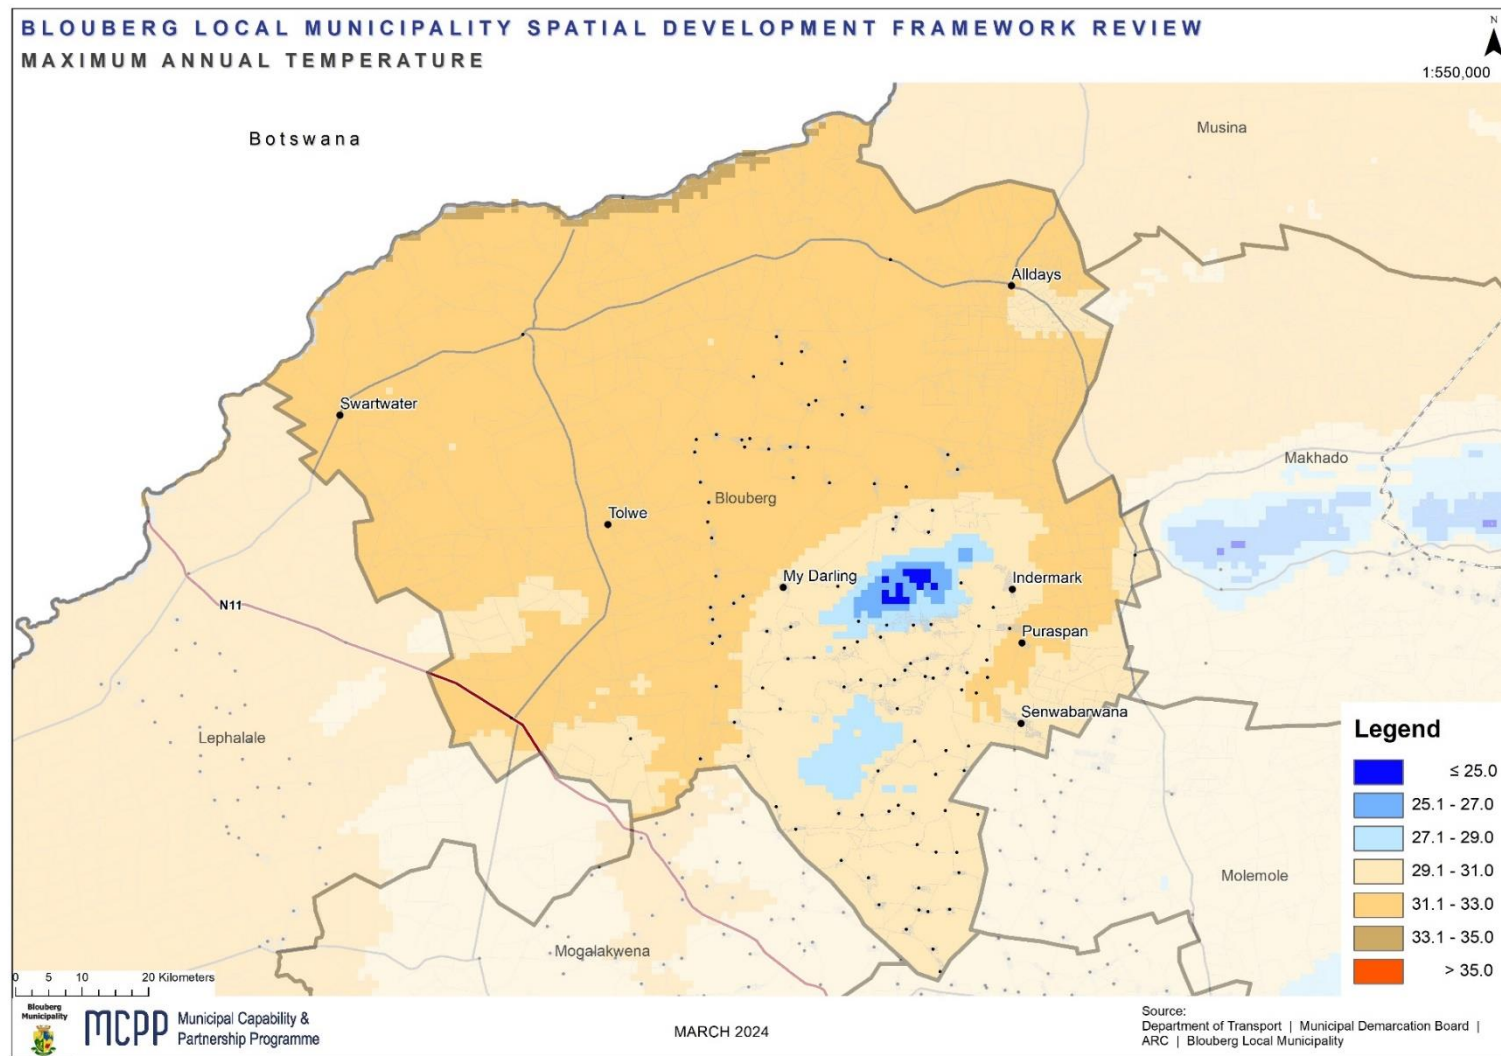 BLOUBERG LOCAL MUNICIPALITY SPATIAL DEVELOPMENT FRAMEWORK REVIEW
MAXIMUM ANNUAL TEMPERATURE
N
1:550,000
Botswana
Musina
Alldays
Swartwater
Makhado
Blouberg
Tolwe
My Darling
Indermark
N11
Puraspan
Senwabarwana
Lephalale
Molemole
Mogalakwena
Legend
≤ 25.0
25.1 - 27.0
27.1 - 29.0
29.1 - 31.0
31.1 - 33.0
33.1 - 35.0
> 35.0
0 5 10 20 Kilometers
Blouberg
Municipality
MCPP
Municipal Capability &
Partnership Programme
MARCH 2024
Source:
Department of Transport | Municipal Demarcation Board |
ARC | Blouberg Local Municipality